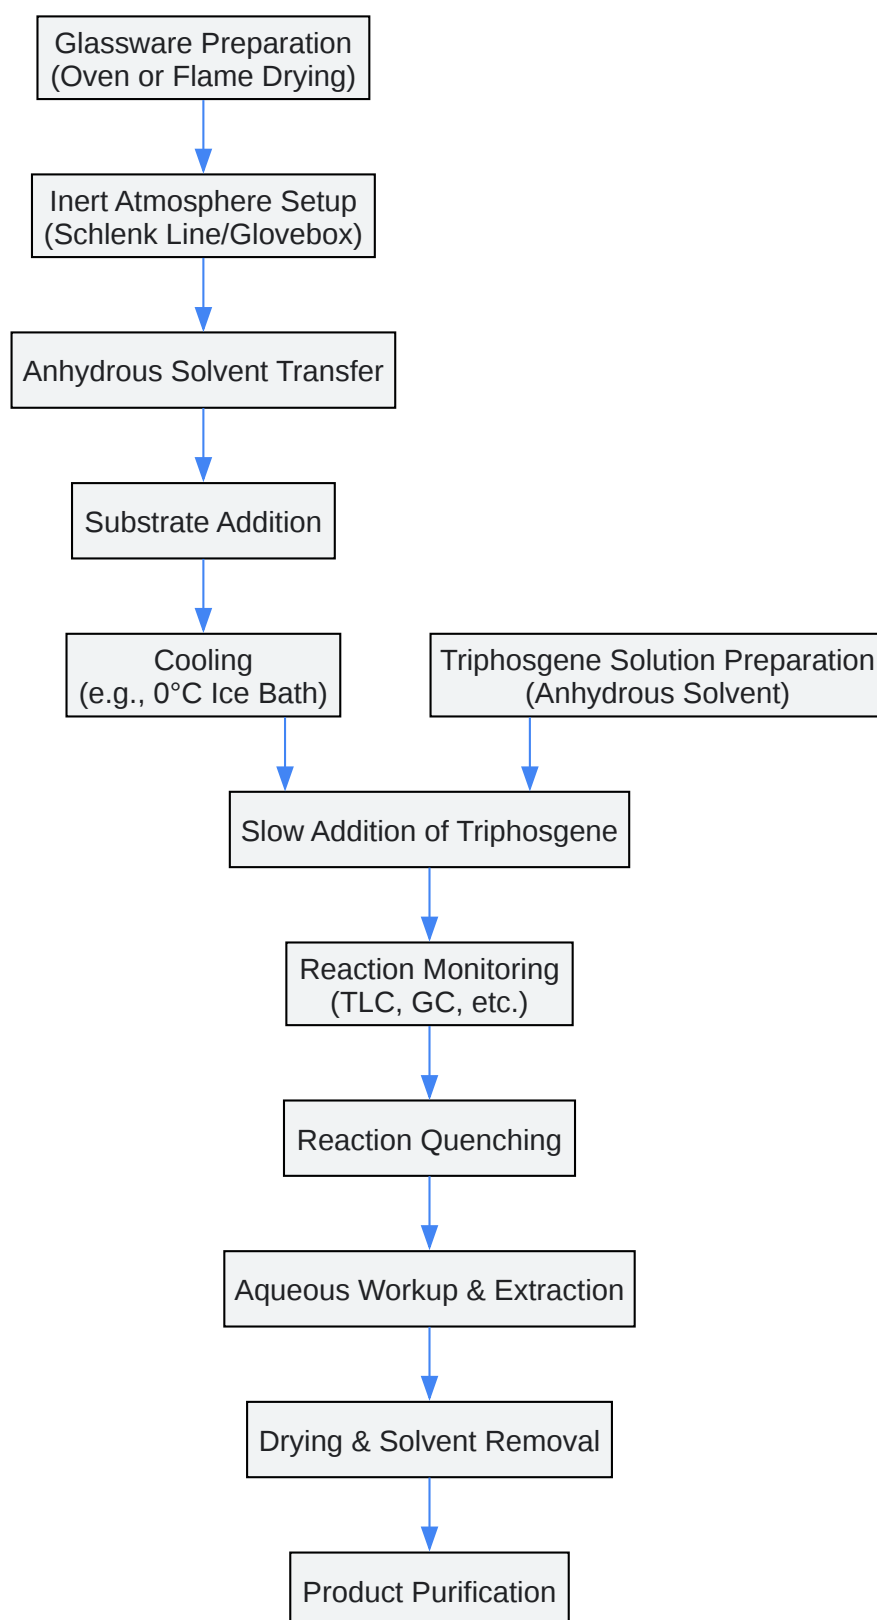 Glassware Preparation
(Oven or Flame Drying)
Inert Atmosphere Setup
(Schlenk Line/Glovebox)
Anhydrous Solvent Transfer
Substrate Addition
Cooling
(e.g., 0°C Ice Bath)
Triphosgene Solution Preparation
(Anhydrous Solvent)
Slow Addition of Triphosgene
Reaction Monitoring
(TLC, GC, etc.)
Reaction Quenching
Aqueous Workup & Extraction
Drying & Solvent Removal
Product Purification